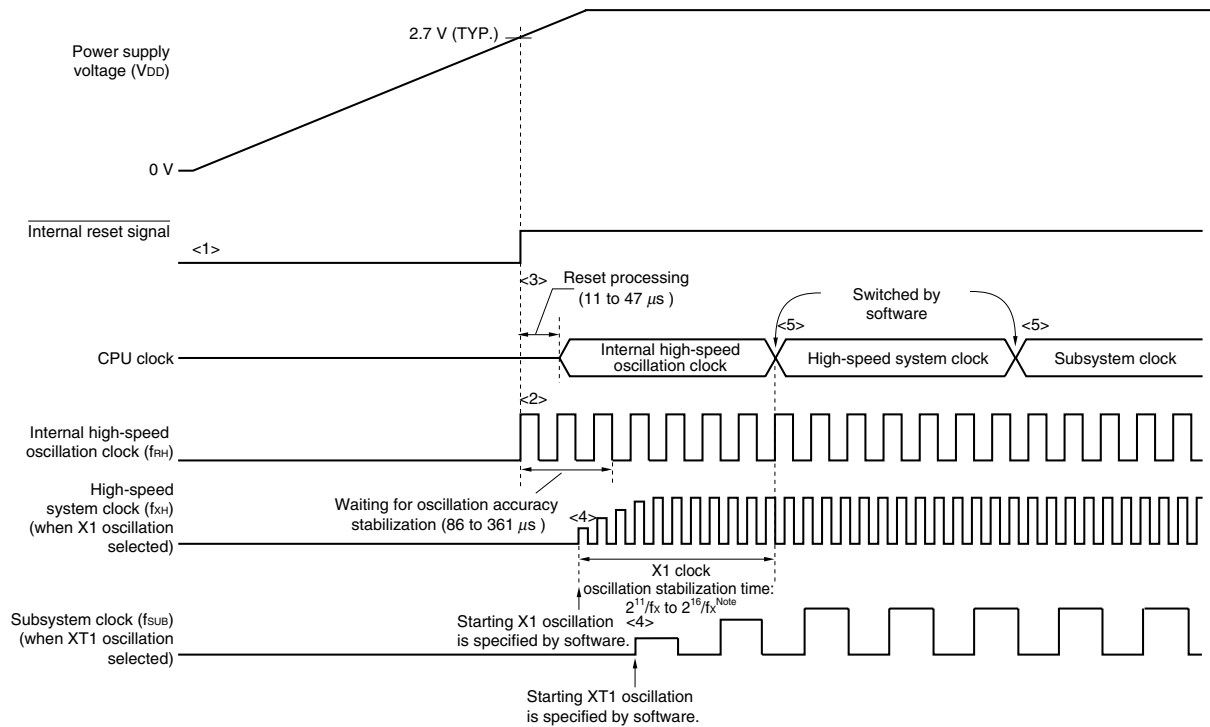 2.7 V (TYP.)
Power supply
voltage (VDD)
0 V
Internal reset signal
<1>
<3>
Reset processing
(11 to 47 μs )
Switched by
software
<5>
<5>
CPU clock
Internal high-speed
oscillation clock
High-speed system clock
Subsystem clock
<2>
Internal high-speed
oscillation clock (fRH)
High-speed
system clock (fXH)
(when X1 oscillation
selected)
Waiting for oscillation accuracy
stabilization (86 to 361 μs )
<4>
X1 clock
oscillation stabilization time:
2^11/fX to 2^16/fX^Note
Subsystem clock (fSUB)
(when XT1 oscillation
selected)
Starting X1 oscillation
is specified by software.
<4>
Starting XT1 oscillation
is specified by software.